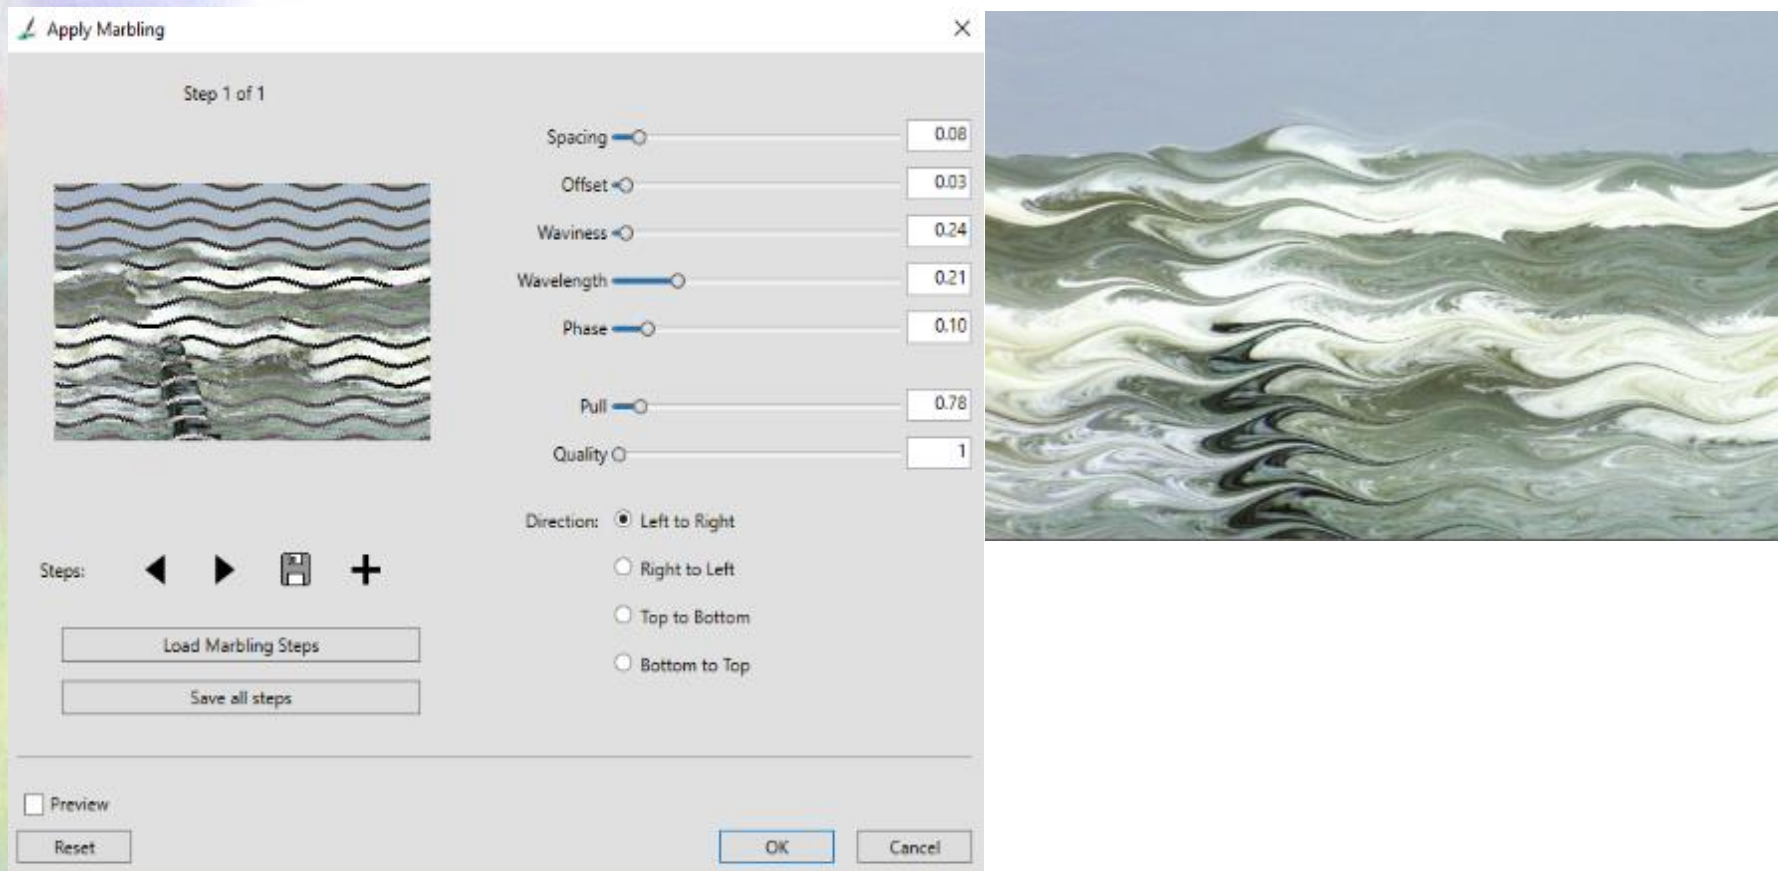 Apply Marbling
Step 1 of 1
Spacing 0.08
Offset 0.03
Waviness 0.24
Wavelength 0.21
Phase 0.10
Pull 0.78
Quality 1
Direction: Left to Right
Right to Left
Top to Bottom
Bottom to Top
Steps:
Load Marbling Steps
Save all steps
Preview
Reset OK Cancel